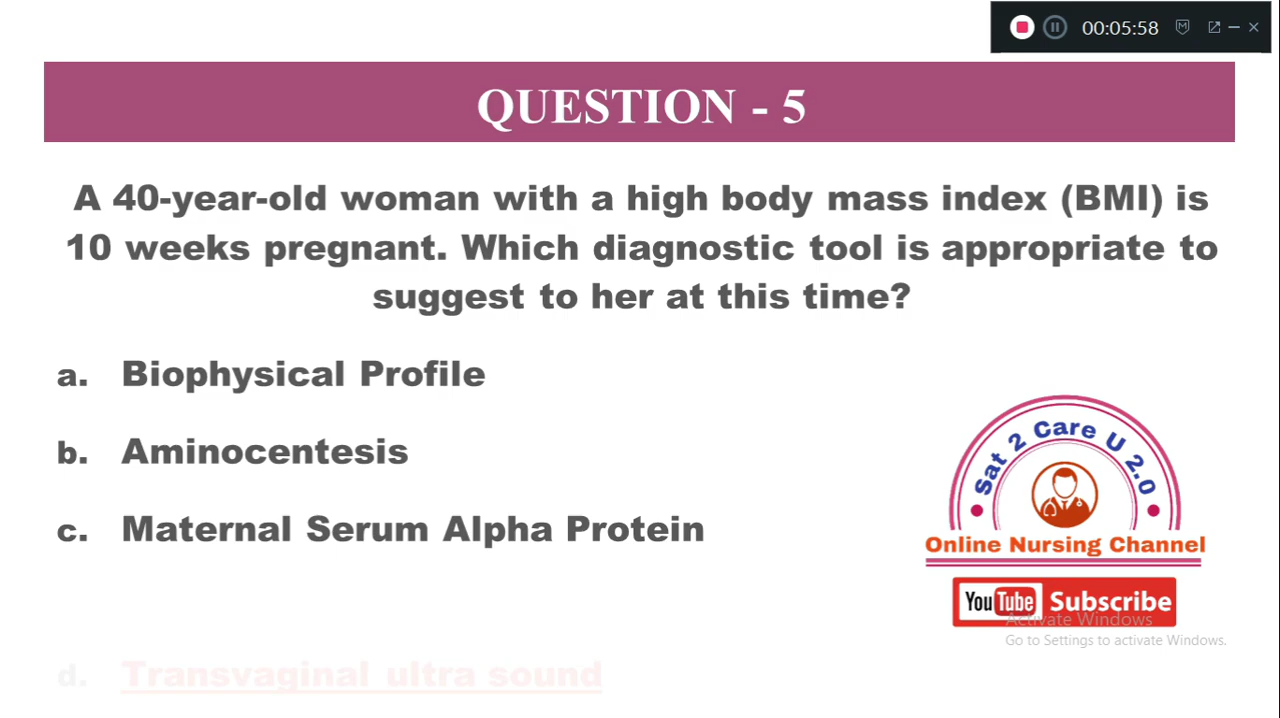 00:05:58
QUESTION - 5
A 40-year-old woman with a high body mass index (BMI) is
10 weeks pregnant. Which diagnostic tool is appropriate to
suggest to her at this time?
a. Biophysical Profile
b. Aminocentesis
c. Maternal Serum Alpha Protein
d. Transvaginal ultra sound
Sat 2 Care U 2.0
Online Nursing Channel
YouTube Subscribe
Activate Windows
Go to Settings to activate Windows.